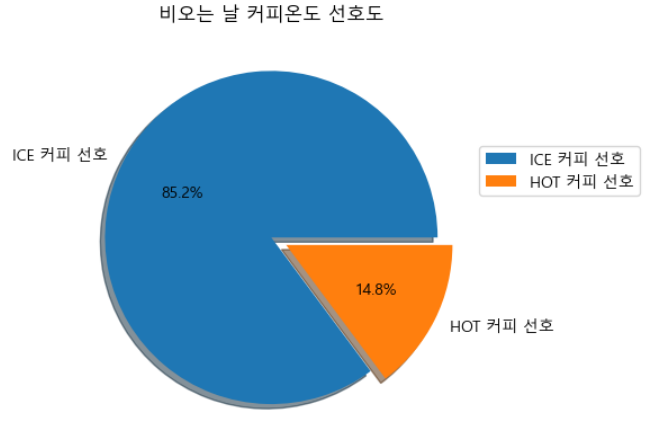 비오는 날 커피온도 선호도
ICE 커피 선호
85.2%
ICE 커피 선호
HOT 커피 선호
14.8%
HOT 커피 선호